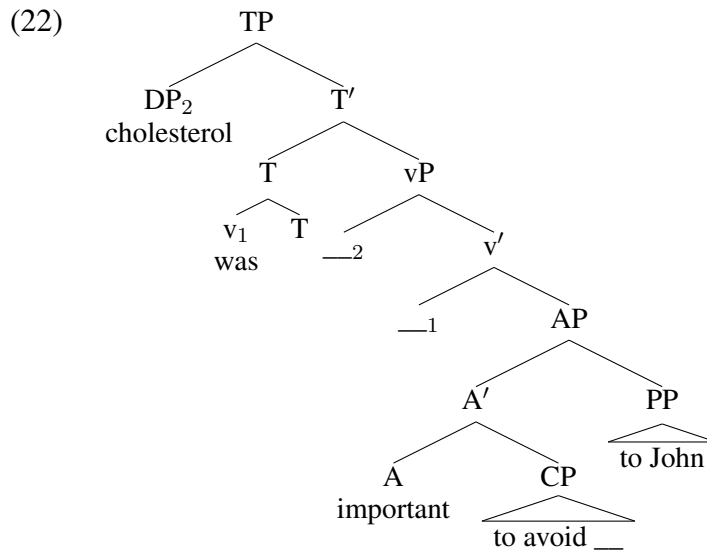 (22) TP
DP₂ T′
cholesterol
T vP
v₁ T __₂ v′
was
__₁ AP
A′ PP
to John
A CP
important
to avoid __